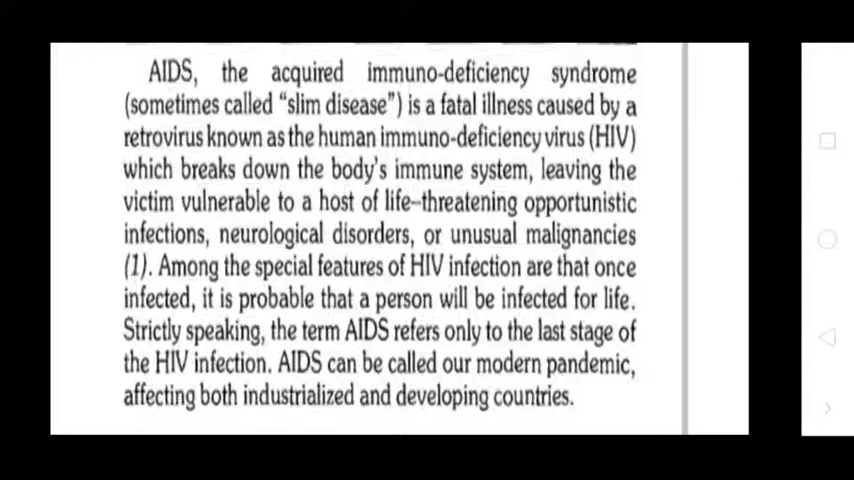 AIDS, the acquired immuno-deficiency syndrome
(sometimes called “slim disease”) is a fatal illness caused by a
retrovirus known as the human immuno-deficiency virus (HIV)
which breaks down the body's immune system, leaving the
victim vulnerable to a host of life–threatening opportunistic
infections, neurological disorders, or unusual malignancies
(1). Among the special features of HIV infection are that once
infected, it is probable that a person will be infected for life.
Strictly speaking, the term AIDS refers only to the last stage of
the HIV infection. AIDS can be called our modern pandemic,
affecting both industrialized and developing countries.